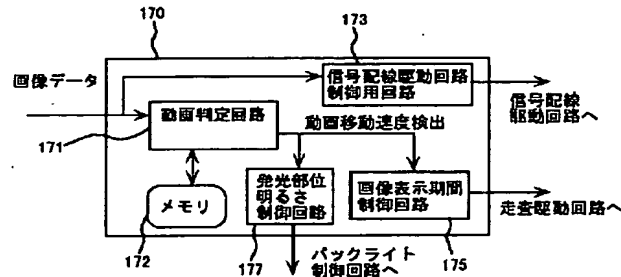 170
173
画像データ
信号配線駆動回路
制御用回路
信号配線
駆動回路へ
動画判定回路
171
動画移動速度検出
メモリ
172
発光部位
明るさ
制御回路
177
画像表示期間
制御回路
175
走査駆動回路へ
バックライト
制御回路へ